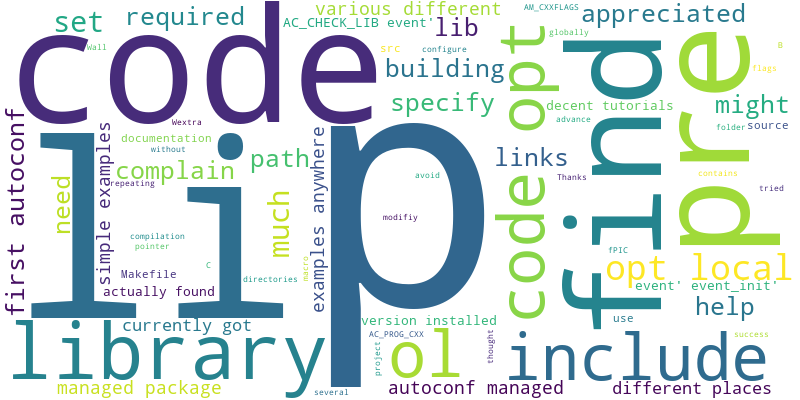 various different
set
required
AC_CHECK_LIB event'
lib
AM_CXXFLAGS
appreciated
globally
Wall
code
src
configure
building
opt
find
pre
B
flags
specify
decent tutorials
might
Wextra
advance
folder
source
documentation
without
first autoconf
simple examples
path
links
complain
repeating
li
p
examples anywhere
avoid
Thanks
contains
tried
need
much
modifiy
code
compilation
pointer
fPIC
C
Makefile
directories
macro
opt local
actually found
event' event_init'
help
library
currently got
version installed
use
AC_PROG_CXX
project
ol
thought
include
success
managed package
several
autoconf managed
different places